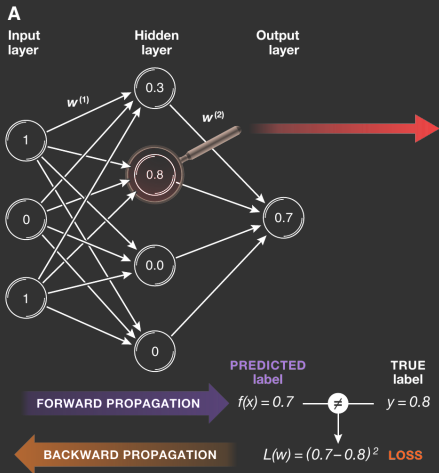 A
Input
layer
Hidden
layer
Output
layer
w(1)
w(2)
0.3
1
0.8
0
0.7
0.0
1
0
PREDICTED
label
TRUE
label
FORWARD PROPAGATION
f(x) = 0.7
≠
y = 0.8
BACKWARD PROPAGATION
L(w) = (0.7–0.8)² LOSS